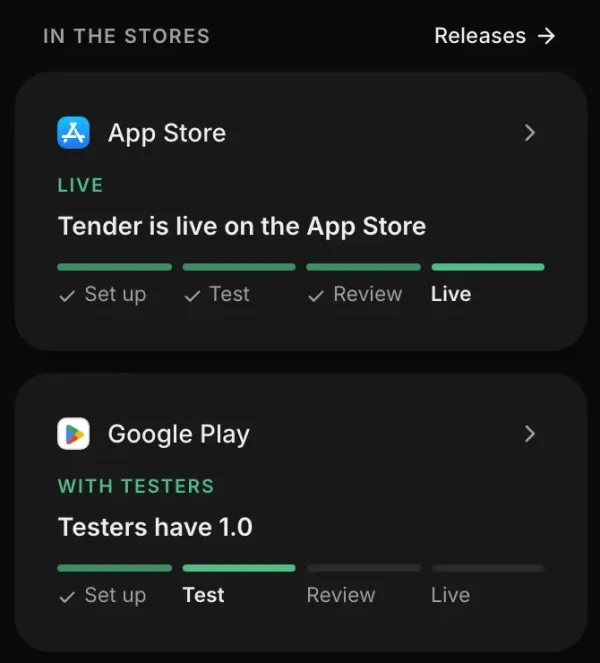 IN THE STORES
Releases →
App Store
LIVE
Tender is live on the App Store
Set up
Test
Review
Live
Google Play
WITH TESTERS
Testers have 1.0
Set up
Test
Review
Live